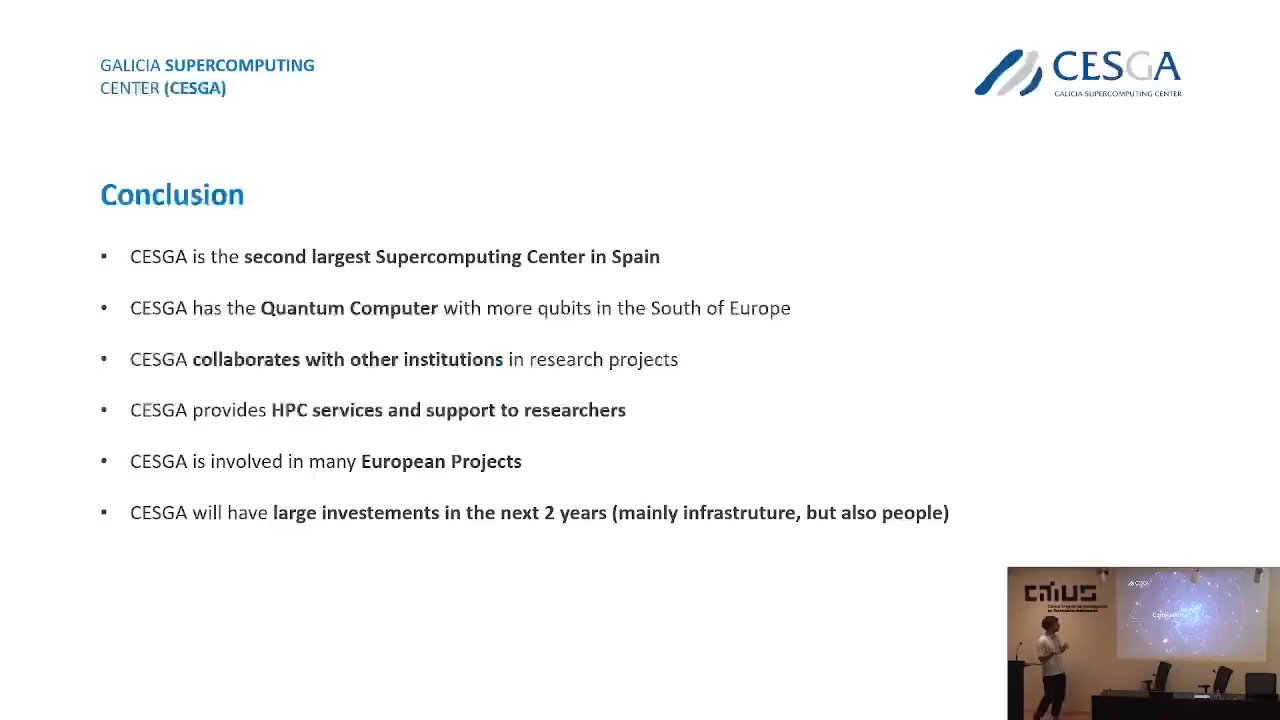 GALICIA SUPERCOMPUTING
CENTER (CESGA)
CESGA
GALICIA SUPERCOMPUTING CENTER
Conclusion
• CESGA is the second largest Supercomputing Center in Spain
• CESGA has the Quantum Computer with more qubits in the South of Europe
• CESGA collaborates with other institutions in research projects
• CESGA provides HPC services and support to researchers
• CESGA is involved in many European Projects
• CESGA will have large investements in the next 2 years (mainly infrastruture, but also people)
CiTIUS
CESGA
Conclusion